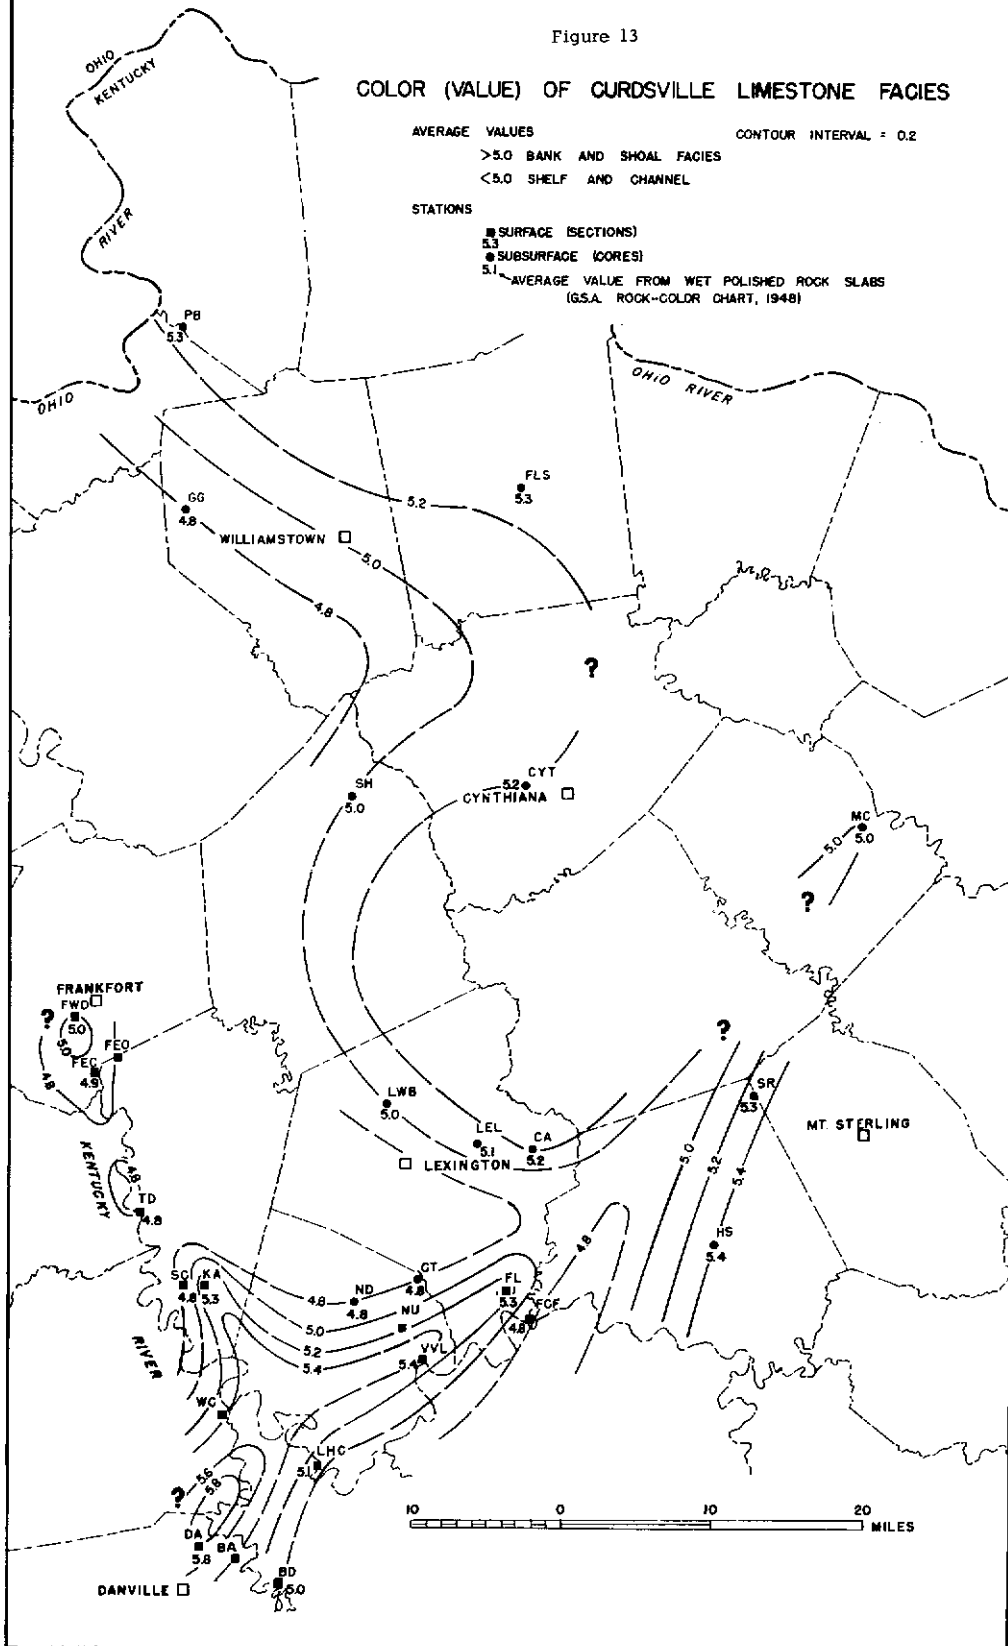 Figure 13
COLOR (VALUE) OF CURDSVILLE LIMESTONE FACIES
AVERAGE VALUES
CONTOUR INTERVAL = 0.2
>5.0 BANK AND SHOAL FACIES
<5.0 SHELF AND CHANNEL
STATIONS
SURFACE (SECTIONS)
5.3
SUBSURFACE (CORES)
5.1
AVERAGE VALUE FROM WET POLISHED ROCK SLABS
(G.S.A. ROCK-COLOR CHART, 1948)
OHIO
KENTUCKY
RIVER
PB
5.3
OHIO
OHIO RIVER
FLS
5.3
5.2
GG
4.8
WILLIAMSTOWN
5.0
4.8
?
SH
5.0
CYT
5.2
CYNTHIANA
MC
5.0
5.0
?
FRANKFORT
FWD
5.0
?
5.0
FEO
FEC
4.9
4.8
?
LWB
5.0
SR
5.3
LEL
5.1
CA
5.2
MT. STERLING
LEXINGTON
5.0
5.2
5.4
KENTUCKY
4.8
TD
4.8
HS
5.4
4.8
SCI
4.8
KA
5.3
CT
4.8
ND
4.8
4.8
FL
5.3
FCF
4.8
NU
5.0
5.2
5.4
VVL
5.4
RIVER
WC
LHC
5.1
5.6
5.8
?
DA
5.8
BA
BD
5.0
DANVILLE
10 0 10 20 MILES